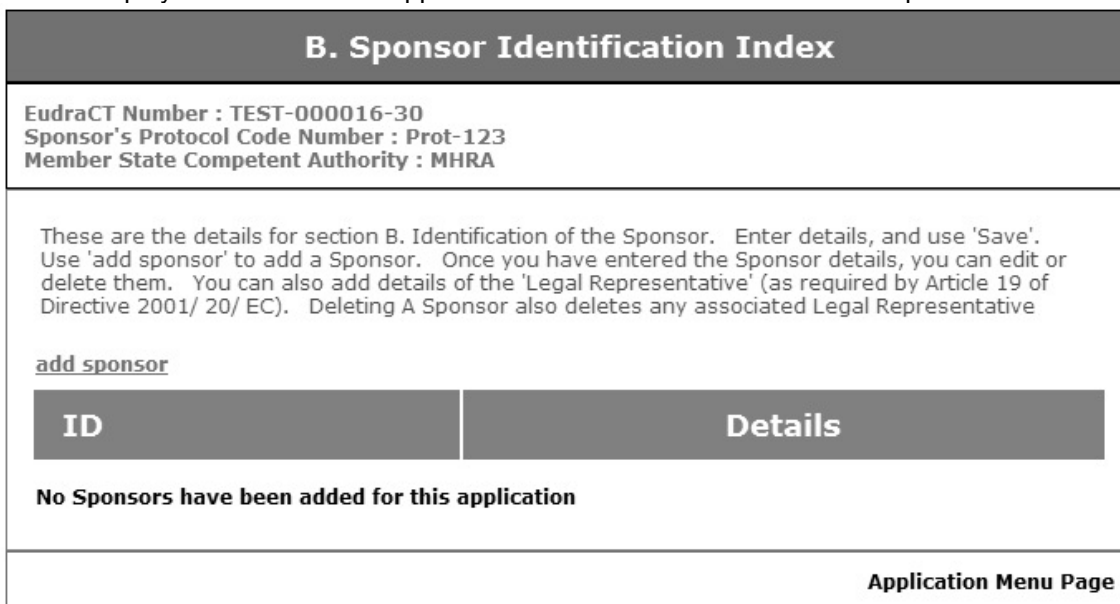 B. Sponsor Identification Index
EudraCT Number : TEST-000016-30
Sponsor's Protocol Code Number : Prot-123
Member State Competent Authority : MHRA
These are the details for section B. Identification of the Sponsor. Enter details, and use 'Save'.
Use 'add sponsor' to add a Sponsor. Once you have entered the Sponsor details, you can edit or
delete them. You can also add details of the 'Legal Representative' (as required by Article 19 of
Directive 2001/ 20/ EC). Deleting A Sponsor also deletes any associated Legal Representative
add sponsor
ID Details
No Sponsors have been added for this application
Application Menu Page